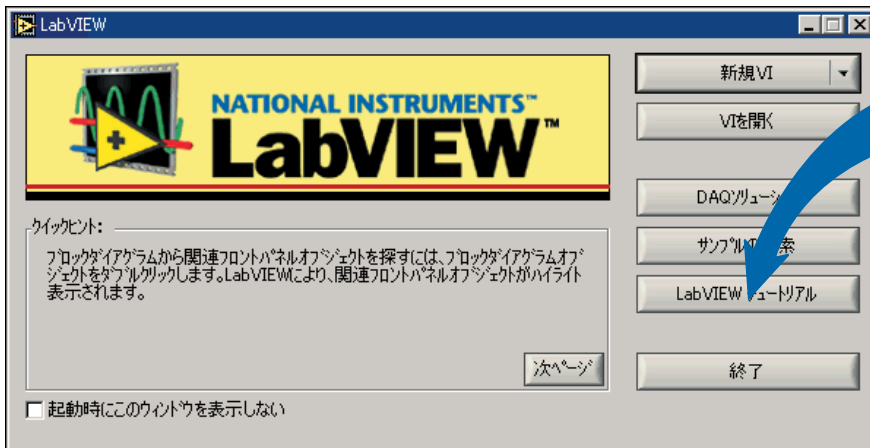 LabVIEW
NATIONAL INSTRUMENTS™
LabVIEW™
クイックヒント:
ブロックダイアグラムから関連フロントパネルオブジェクトを探すには、ブロックダイアグラムオブ
ジェクトをダブルクリックします。LabVIEWにより、関連フロントパネルオブジェクトがハイライト
表示されます。
次ページ
起動時にこのウィンドウを表示しない
新規VI
VIを開く
DAQソリューシ
サンプル 索
LabVIEW チュートリアル
終了